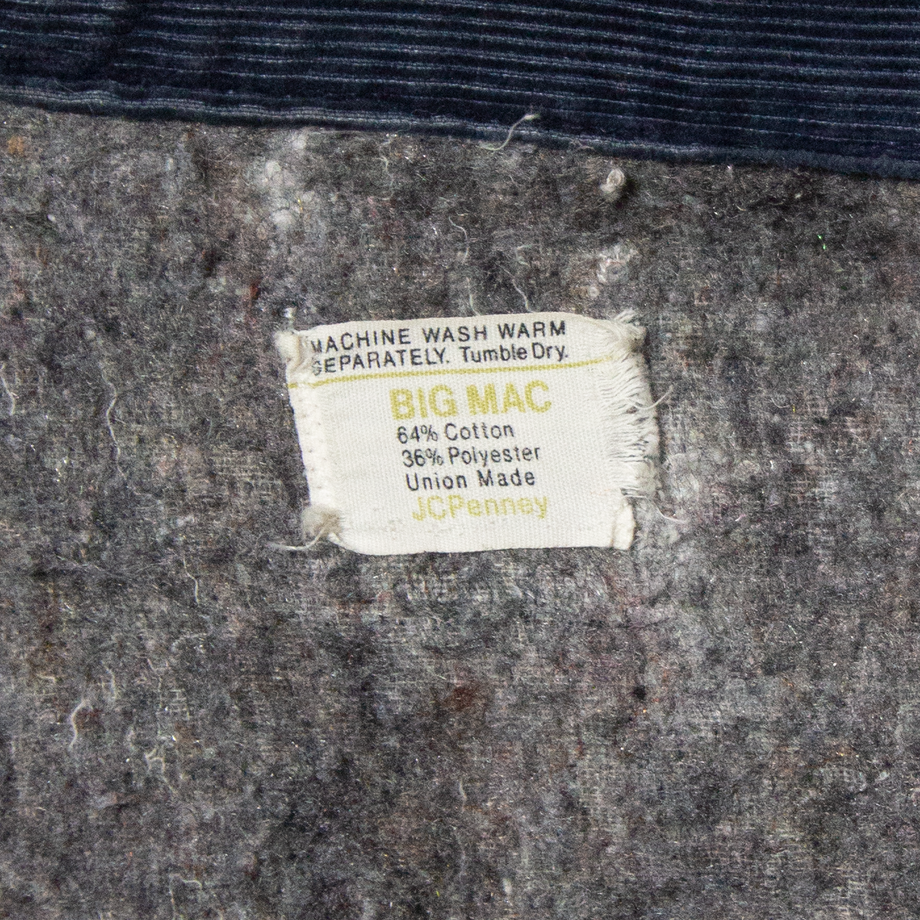 MACHINE WASH WARM
SEPARATELY. Tumble Dry.
BIG MAC
64% Cotton
36% Polyester
Union Made
JCPenney